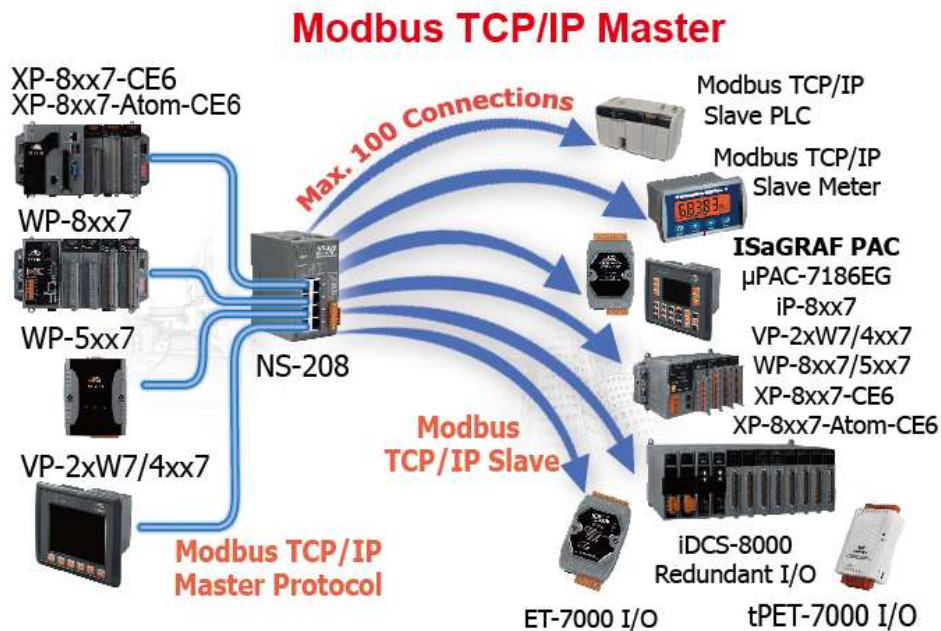 Modbus TCP/IP Master
XP-8xx7-CE6
XP-8xx7-Atom-CE6
WP-8xx7
WP-5xx7
VP-2xW7/4xx7
Modbus TCP/IP
Master Protocol
NS-208
Max. 100 Connections
Modbus
TCP/IP Slave
Modbus TCP/IP
Slave PLC
Modbus TCP/IP
Slave Meter
68383
ISaGRAF PAC
µPAC-7186EG
iP-8xx7
VP-2xW7/4xx7
WP-8xx7/5xx7
XP-8xx7-CE6
XP-8xx7-Atom-CE6
iDCS-8000
Redundant I/O
ET-7000 I/O
tPET-7000 I/O